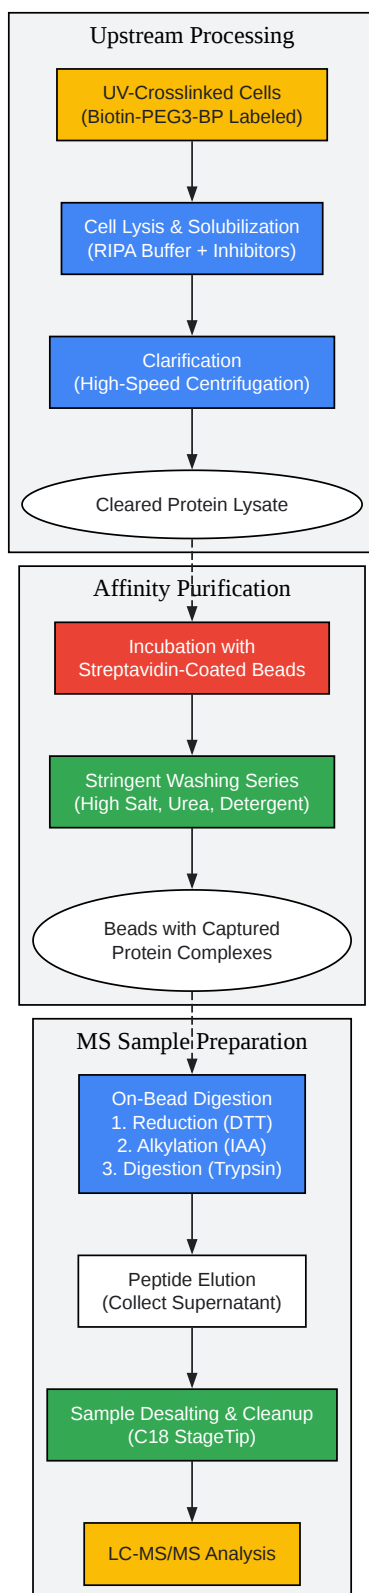 Upstream Processing
UV-Crosslinked Cells
(Biotin-PEG3-BP Labeled)
Cell Lysis & Solubilization
(RIPA Buffer + Inhibitors)
Clarification
(High-Speed Centrifugation)
Cleared Protein Lysate
Affinity Purification
Incubation with
Streptavidin-Coated Beads
Stringent Washing Series
(High Salt, Urea, Detergent)
Beads with Captured
Protein Complexes
MS Sample Preparation
On-Bead Digestion
1. Reduction (DTT)
2. Alkylation (IAA)
3. Digestion (Trypsin)
Peptide Elution
(Collect Supernatant)
Sample Desalting & Cleanup
(C18 StageTip)
LC-MS/MS Analysis